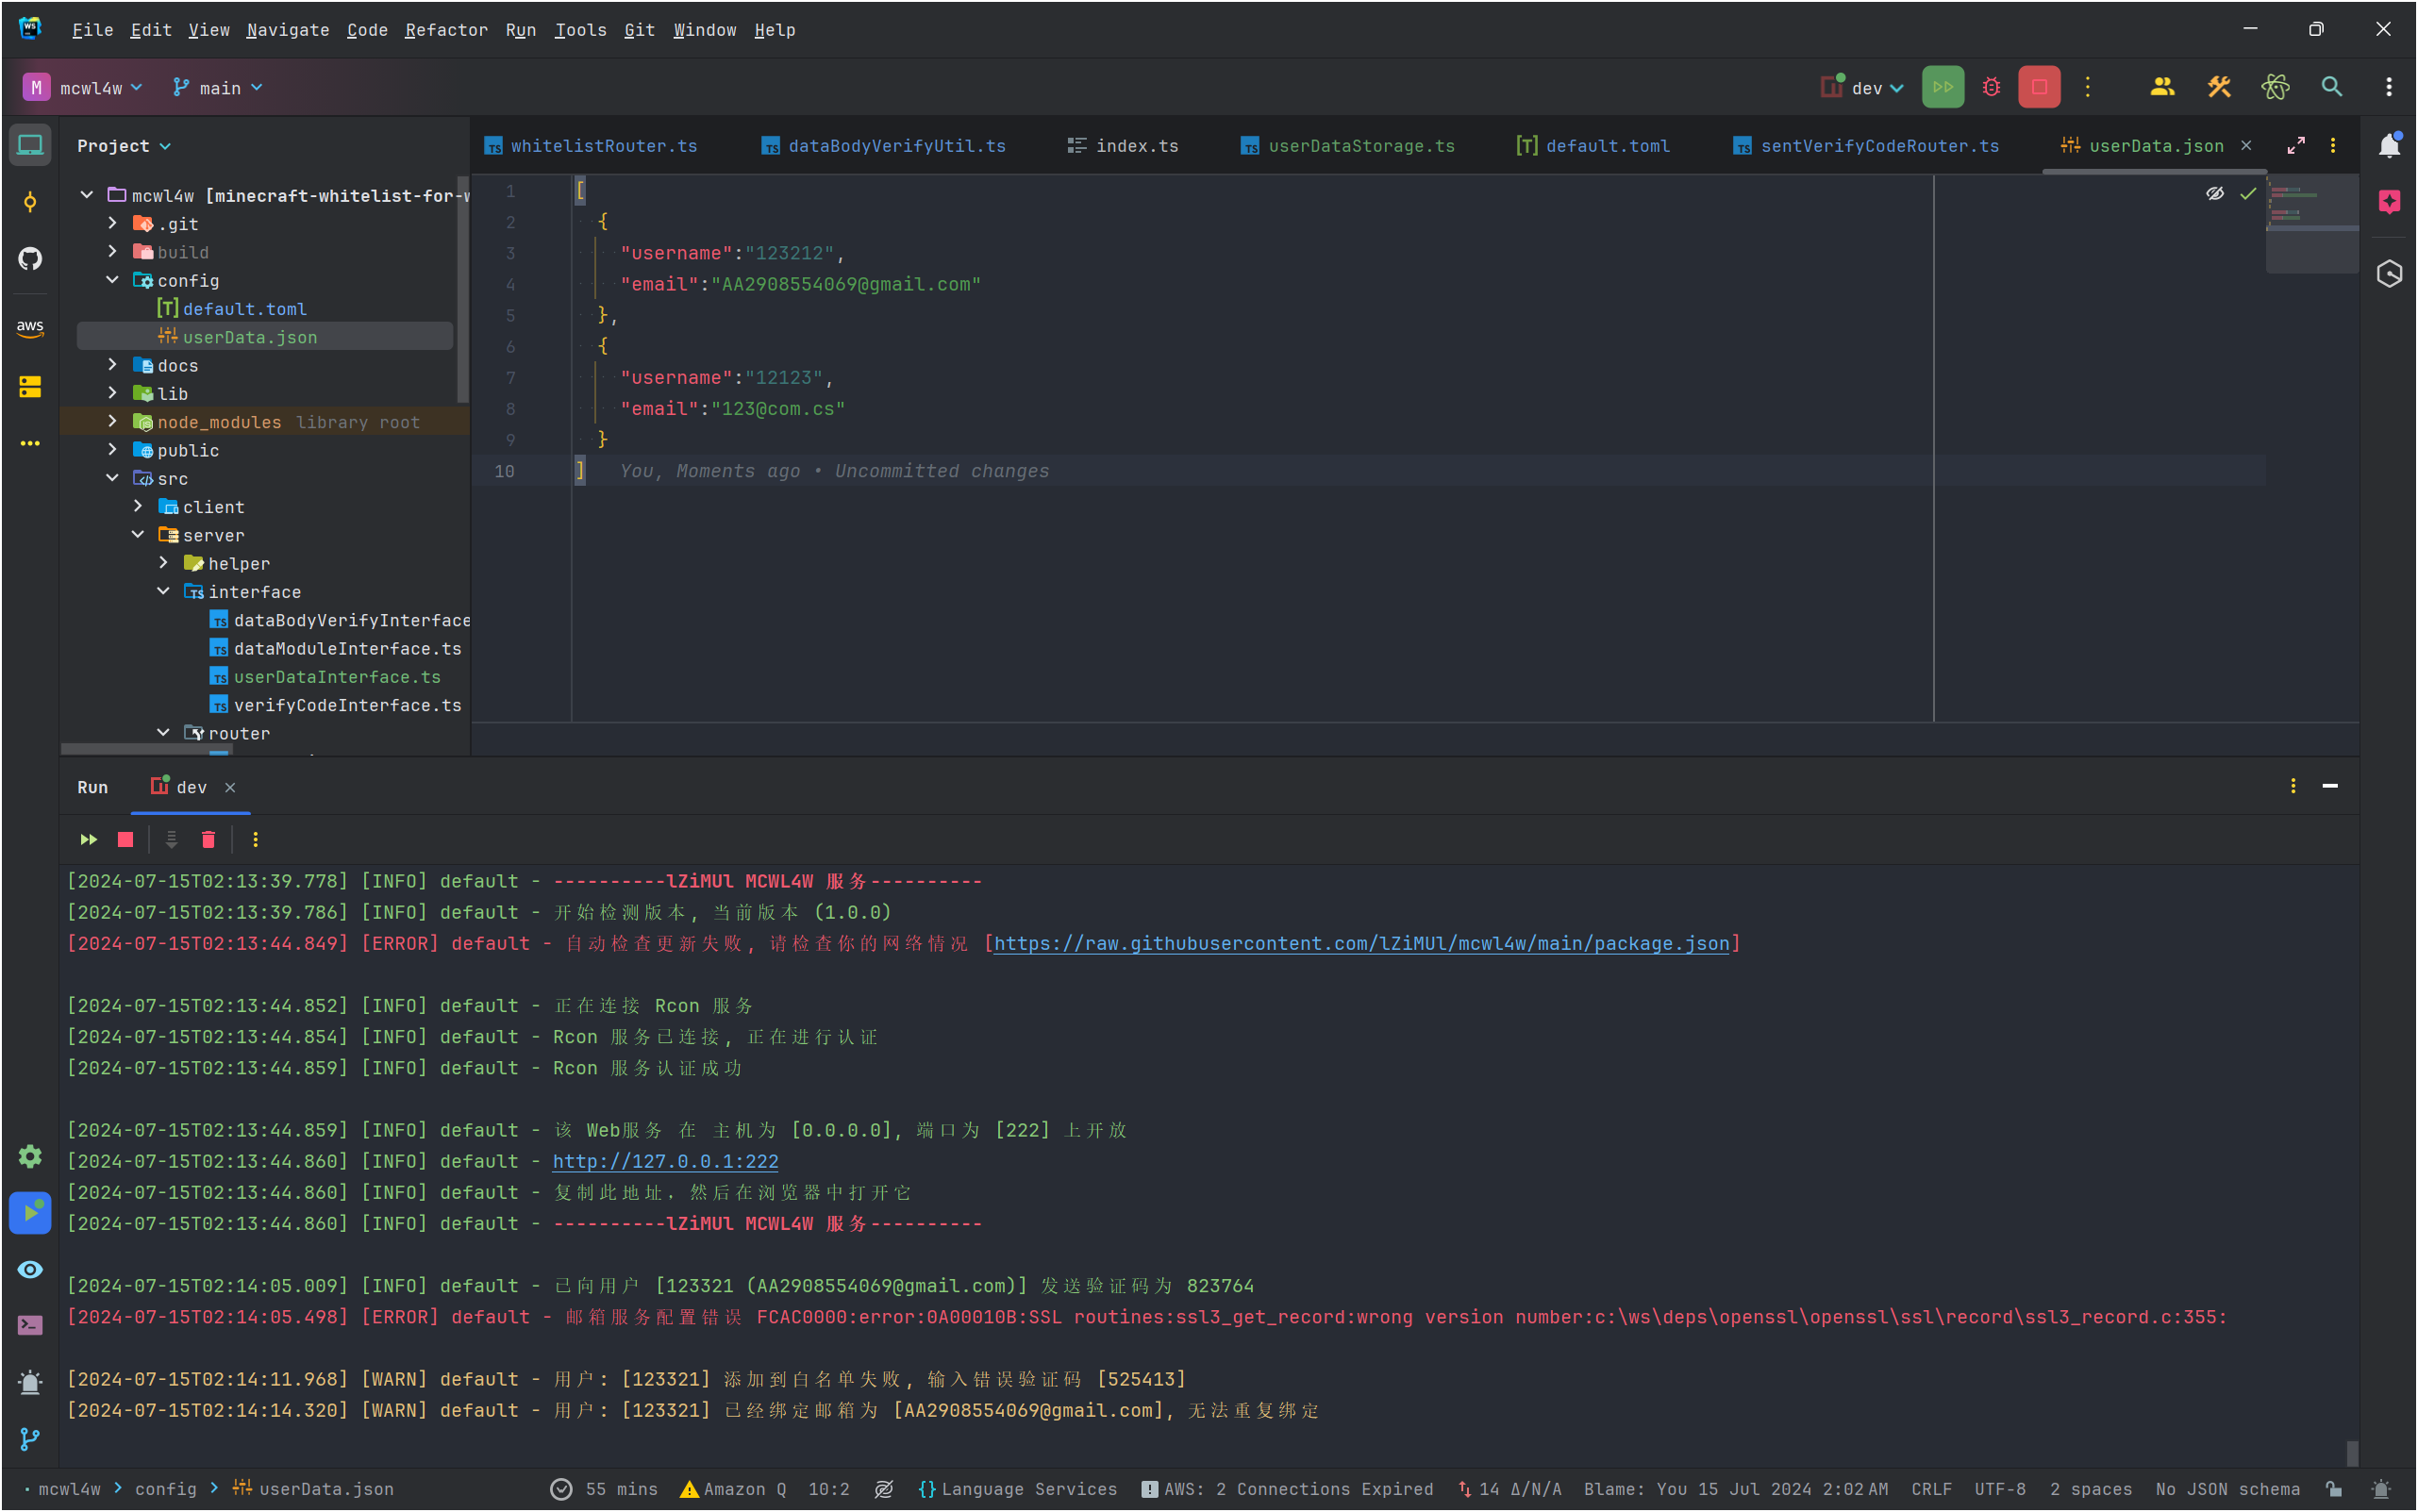 File Edit View Navigate Code Refactor Run Tools Git Window Help
M mcwl4w main dev
Project
whitelistRouter.ts dataBodyVerifyUtil.ts index.ts userDataStorage.ts default.toml sentVerifyCodeRouter.ts userData.json
mcwl4w [minecraft-whitelist-for-w
.git
build
config
default.toml
userData.json
docs
lib
node_modules library root
public
src
client
server
helper
interface
dataBodyVerifyInterface
dataModuleInterface.ts
userDataInterface.ts
verifyCodeInterface.ts
router
aws
1 [
2 {
3 "username":"123212",
4 "email":"AA2908554069@gmail.com"
5 },
6 {
7 "username":"12123",
8 "email":"123@com.cs"
9 }
10 ] You, Moments ago • Uncommitted changes
Run dev
[2024-07-15T02:13:39.778] [INFO] default - ----------lZiMUl MCWL4W 服务----------
[2024-07-15T02:13:39.786] [INFO] default - 开始检测版本, 当前版本 (1.0.0)
[2024-07-15T02:13:44.849] [ERROR] default - 自动检查更新失败, 请检查你的网络情况 [https://raw.githubusercontent.com/lZiMUl/mcwl4w/main/package.json]
[2024-07-15T02:13:44.852] [INFO] default - 正在连接 Rcon 服务
[2024-07-15T02:13:44.854] [INFO] default - Rcon 服务已连接, 正在进行认证
[2024-07-15T02:13:44.859] [INFO] default - Rcon 服务认证成功
[2024-07-15T02:13:44.859] [INFO] default - 该 Web服务 在 主机为 [0.0.0.0], 端口为 [222] 上开放
[2024-07-15T02:13:44.860] [INFO] default - http://127.0.0.1:222
[2024-07-15T02:13:44.860] [INFO] default - 复制此地址, 然后在浏览器中打开它
[2024-07-15T02:13:44.860] [INFO] default - ----------lZiMUl MCWL4W 服务----------
[2024-07-15T02:14:05.009] [INFO] default - 已向用户 [123321 (AA2908554069@gmail.com)] 发送验证码为 823764
[2024-07-15T02:14:05.498] [ERROR] default - 邮箱服务配置错误 FCAC0000:error:0A00010B:SSL routines:ssl3_get_record:wrong version number:c:\ws\deps\openssl\openssl\ssl\record\ssl3_record.c:355:
[2024-07-15T02:14:11.968] [WARN] default - 用户: [123321] 添加到白名单失败, 输入错误验证码 [525413]
[2024-07-15T02:14:14.320] [WARN] default - 用户: [123321] 已经绑定邮箱为 [AA2908554069@gmail.com], 无法重复绑定
mcwl4w config userData.json 55 mins Amazon Q 10:2 Language Services AWS: 2 Connections Expired 14 Δ/N/A Blame: You 15 Jul 2024 2:02 AM CRLF UTF-8 2 spaces No JSON schema